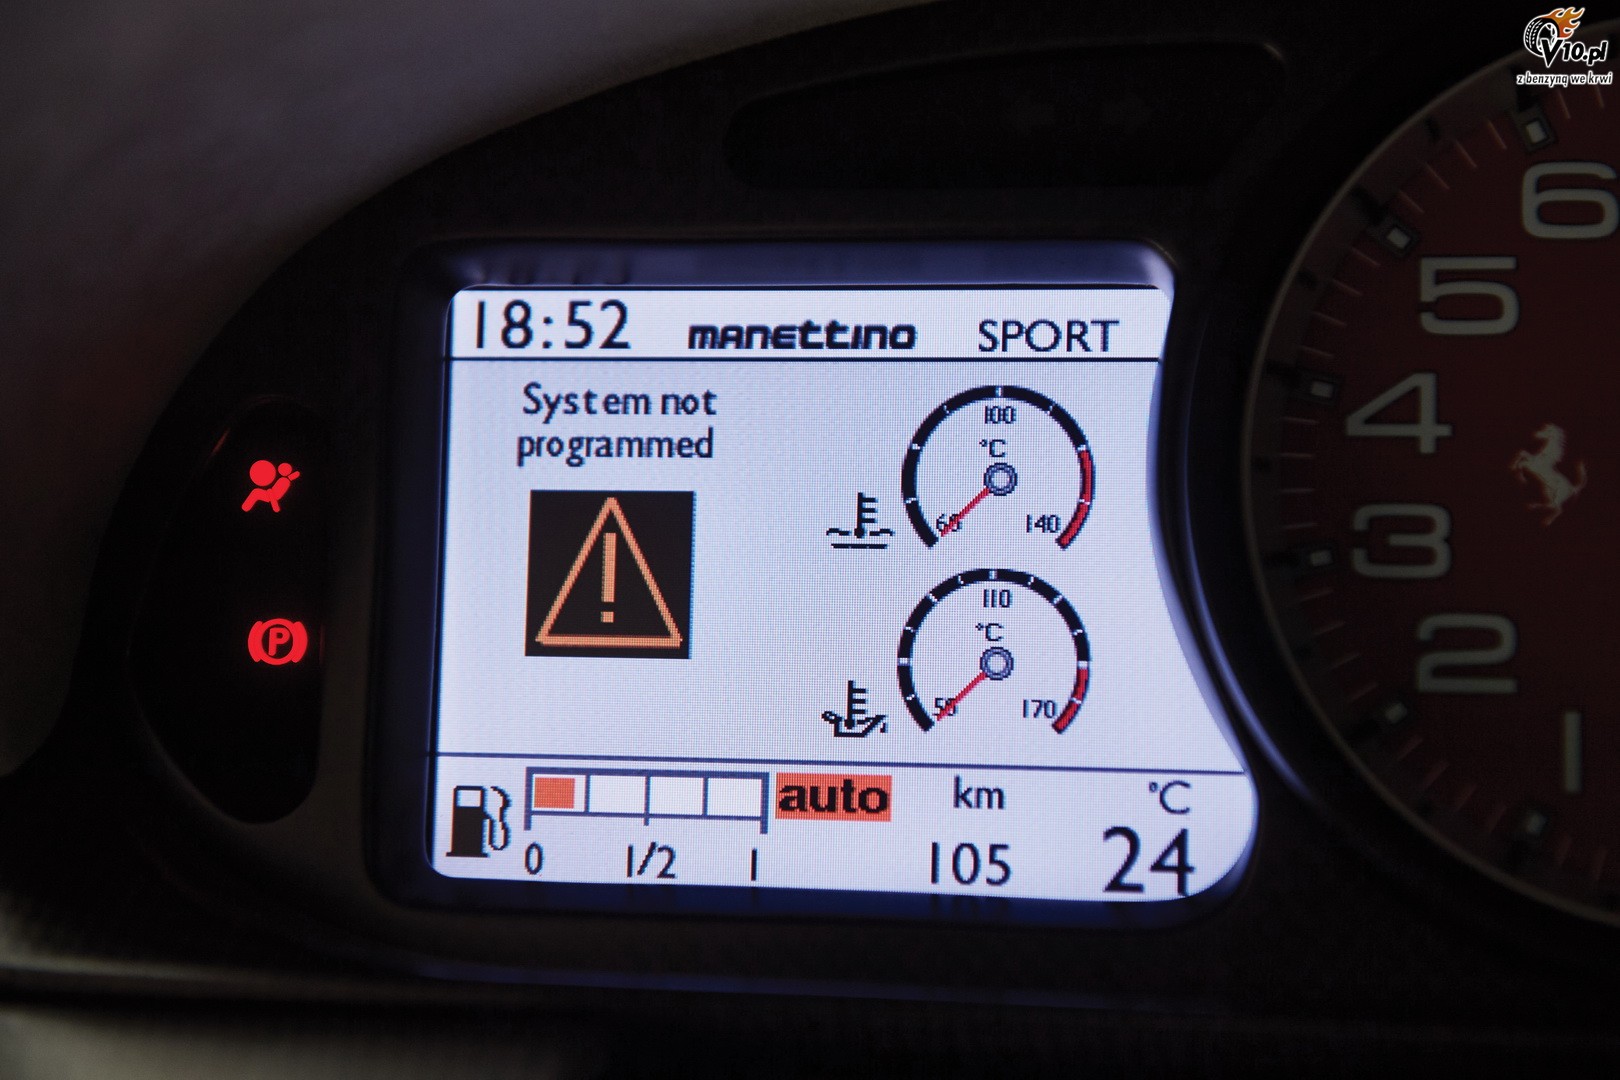 V10.pl
z benzyną we krwi
18:52 manettino SPORT
System not
programmed
100
°C
60 140
110
°C
50 170
auto km °C
0 1/2 1 105 24
P
6
5
4
3
2
1